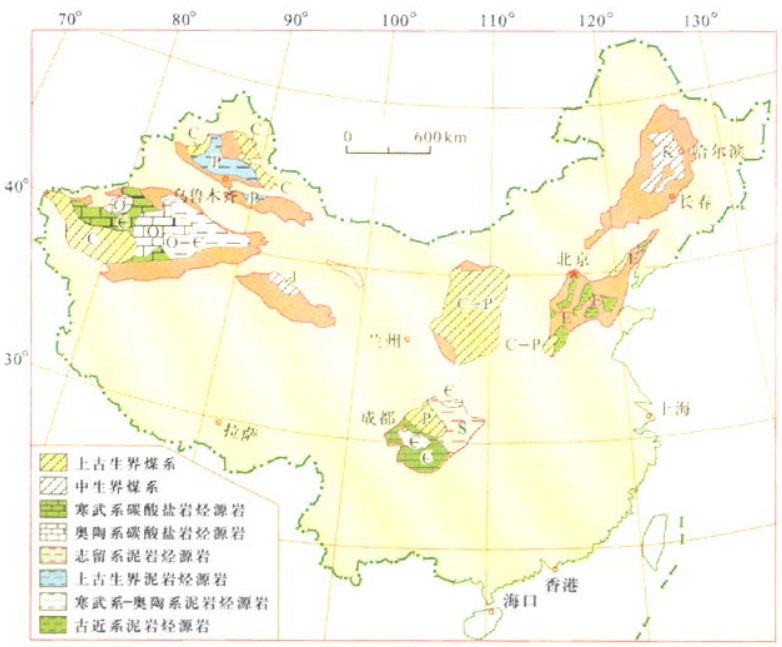 70°
80°
90°
100°
110°
120°
130°
40°
30°
0 600km
C
C
P
C
乌鲁木齐
P
O
Є
O
O-Є
C
J
K
哈尔滨
长春
北京
E
E
E
C-P
C-P
兰州
上海
成都
Є
P
S
Є
Є
拉萨
香港
海口
上古生界煤系
中生界煤系
寒武系碳酸盐岩烃源岩
奥陶系碳酸盐岩烃源岩
志留系泥岩烃源岩
上古生界泥岩烃源岩
寒武系-奥陶系泥岩烃源岩
古近系泥岩烃源岩